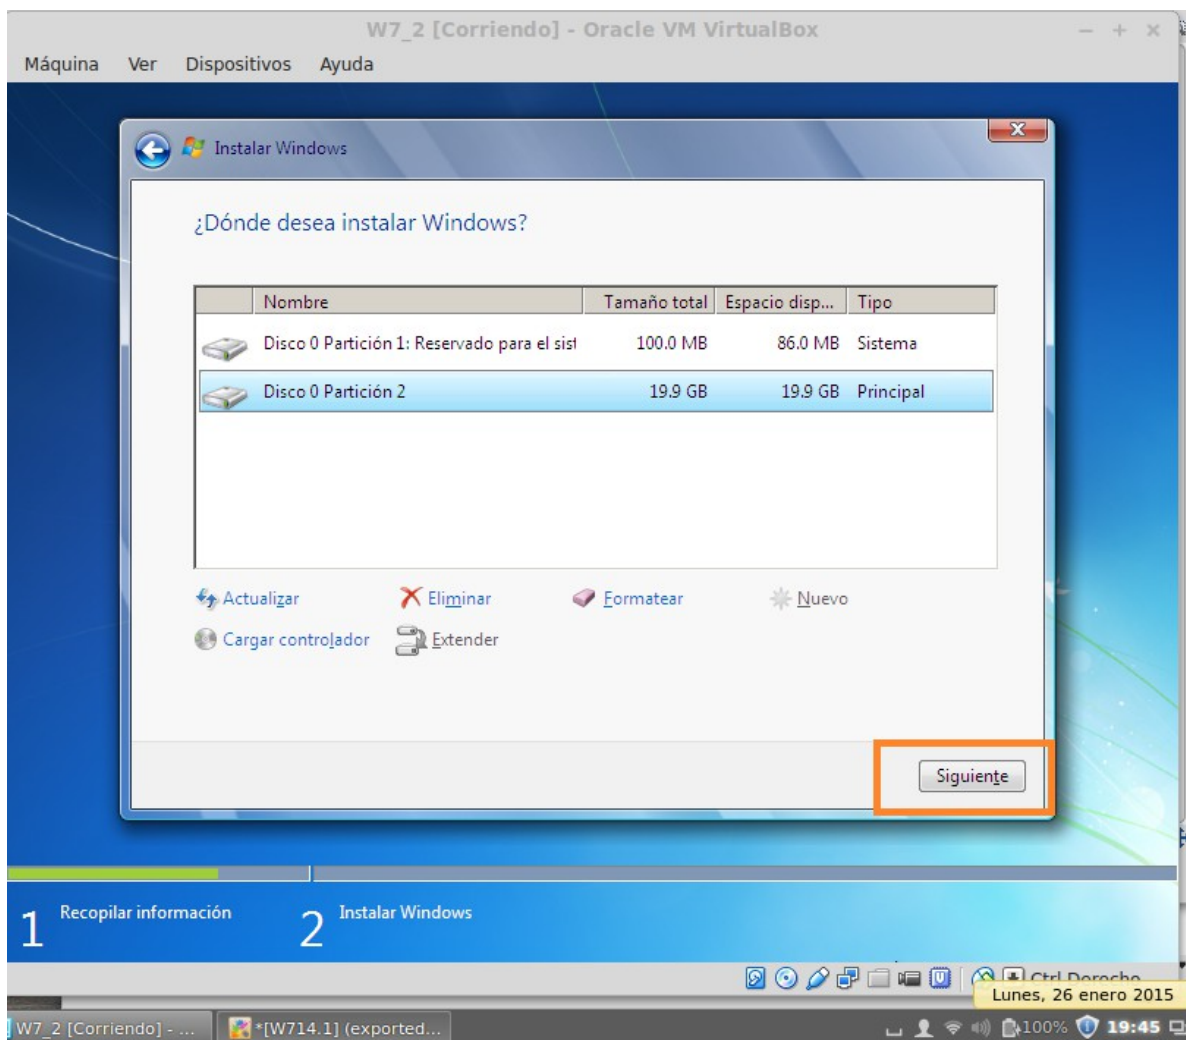 W7_2 [Corriendo] - Oracle VM VirtualBox
Máquina Ver Dispositivos Ayuda
Instalar Windows
¿Dónde desea instalar Windows?
Nombre Tamaño total Espacio disp... Tipo
Disco 0 Partición 1: Reservado para el sist 100.0 MB 86.0 MB Sistema
Disco 0 Partición 2 19.9 GB 19.9 GB Principal
Actualizar Eliminar Formatear Nuevo
Cargar controlador Extender
Siguiente
1 Recopilar información 2 Instalar Windows
Ctrl Derecho
Lunes, 26 enero 2015
W7_2 [Corriendo] - ... *[W714.1] (exported... 100% 19:45